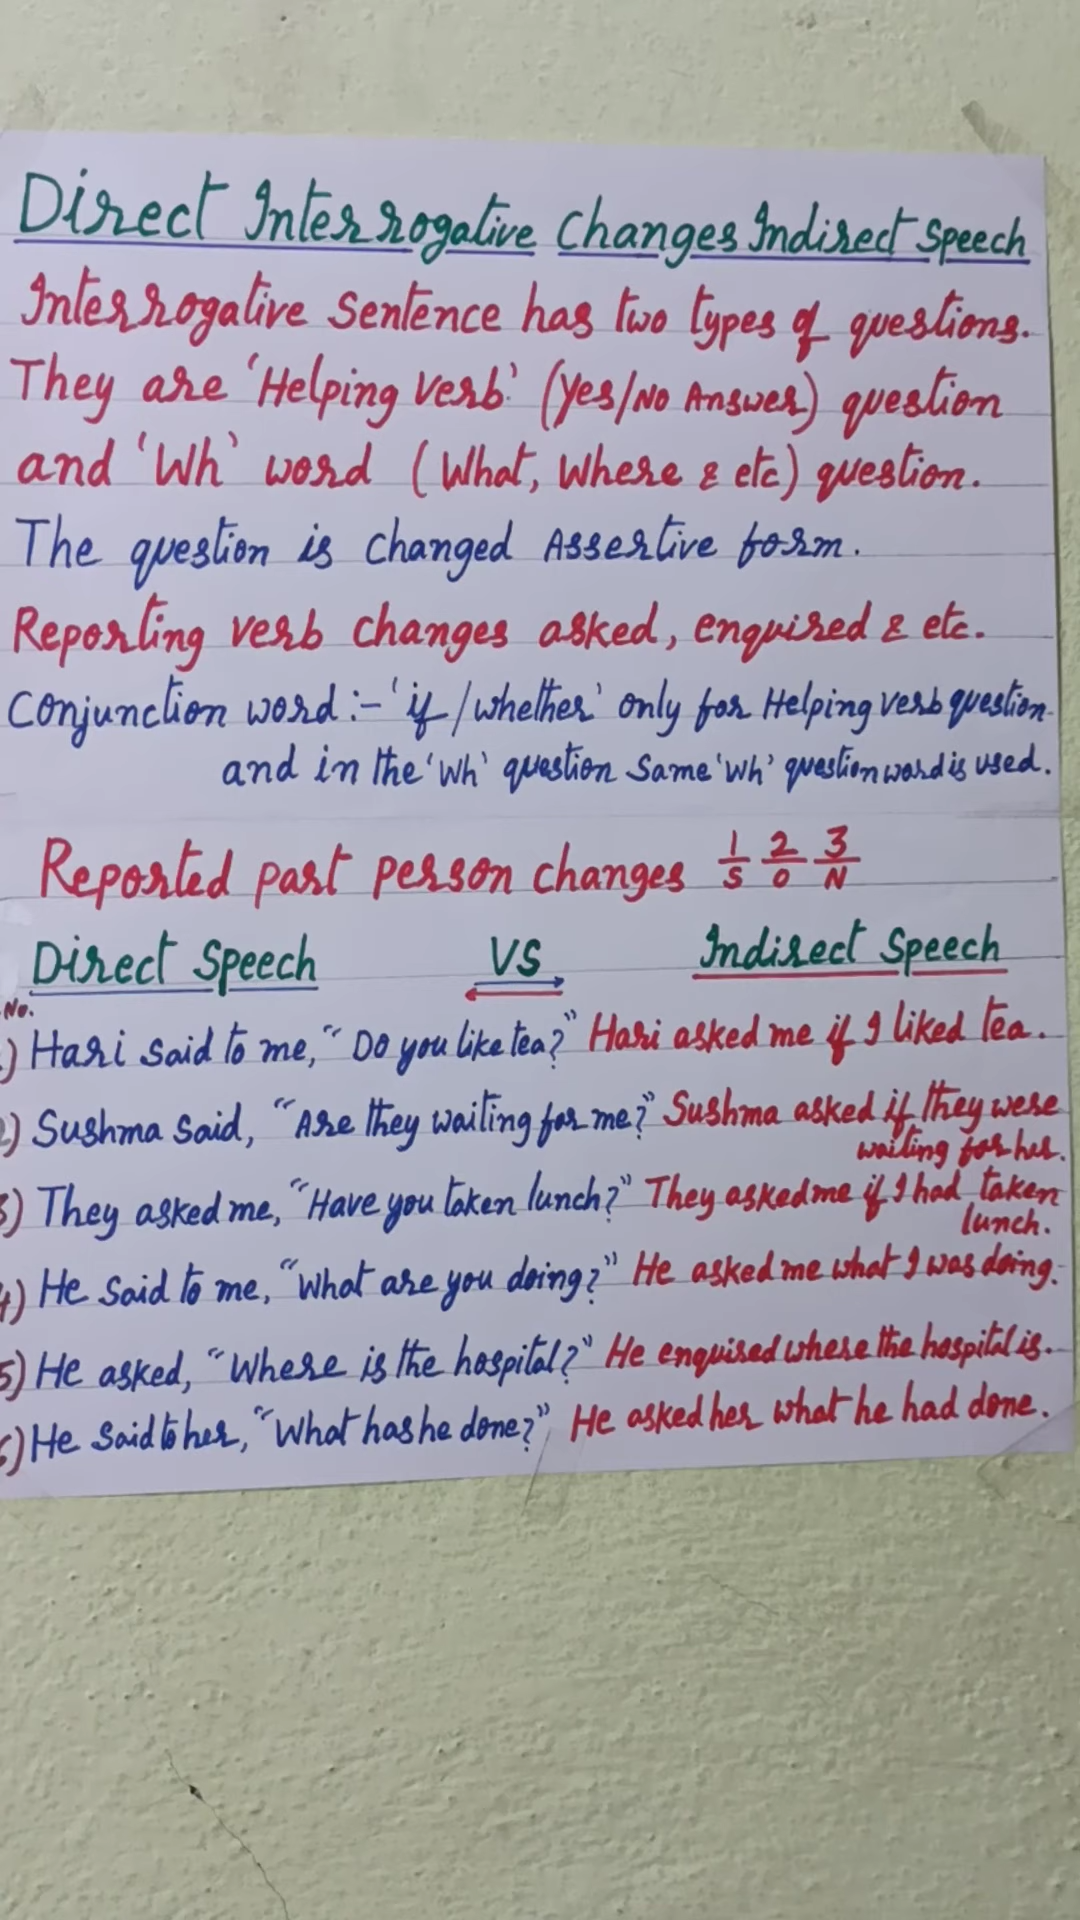 Direct Interrogative Changes Indirect Speech
Interrogative Sentence has two types of questions.
They are 'Helping Verb' (Yes/No Answer) question
and 'Wh' word (What, Where & etc) question.
The question is changed Assertive form.
Reporting verb changes asked, enquired & etc.
Conjunction word :- 'if/whether' only for Helping verb question
and in the 'Wh' question Same 'Wh' question word is used.
Reported part person changes 1/S 2/O 3/N
Direct Speech VS Indirect Speech
No.
) Hari said to me, "Do you like tea?" Hari asked me if I liked tea.
2) Sushma said, "Are they waiting for me?" Sushma asked if they were
waiting for her.
3) They asked me, "Have you taken lunch?" They asked me if I had taken
lunch.
4) He said to me, "What are you doing?" He asked me what I was doing.
5) He asked, "Where is the hospital?" He enquired where the hospital is.
6) He said to her, "What has he done?" He asked her what he had done.